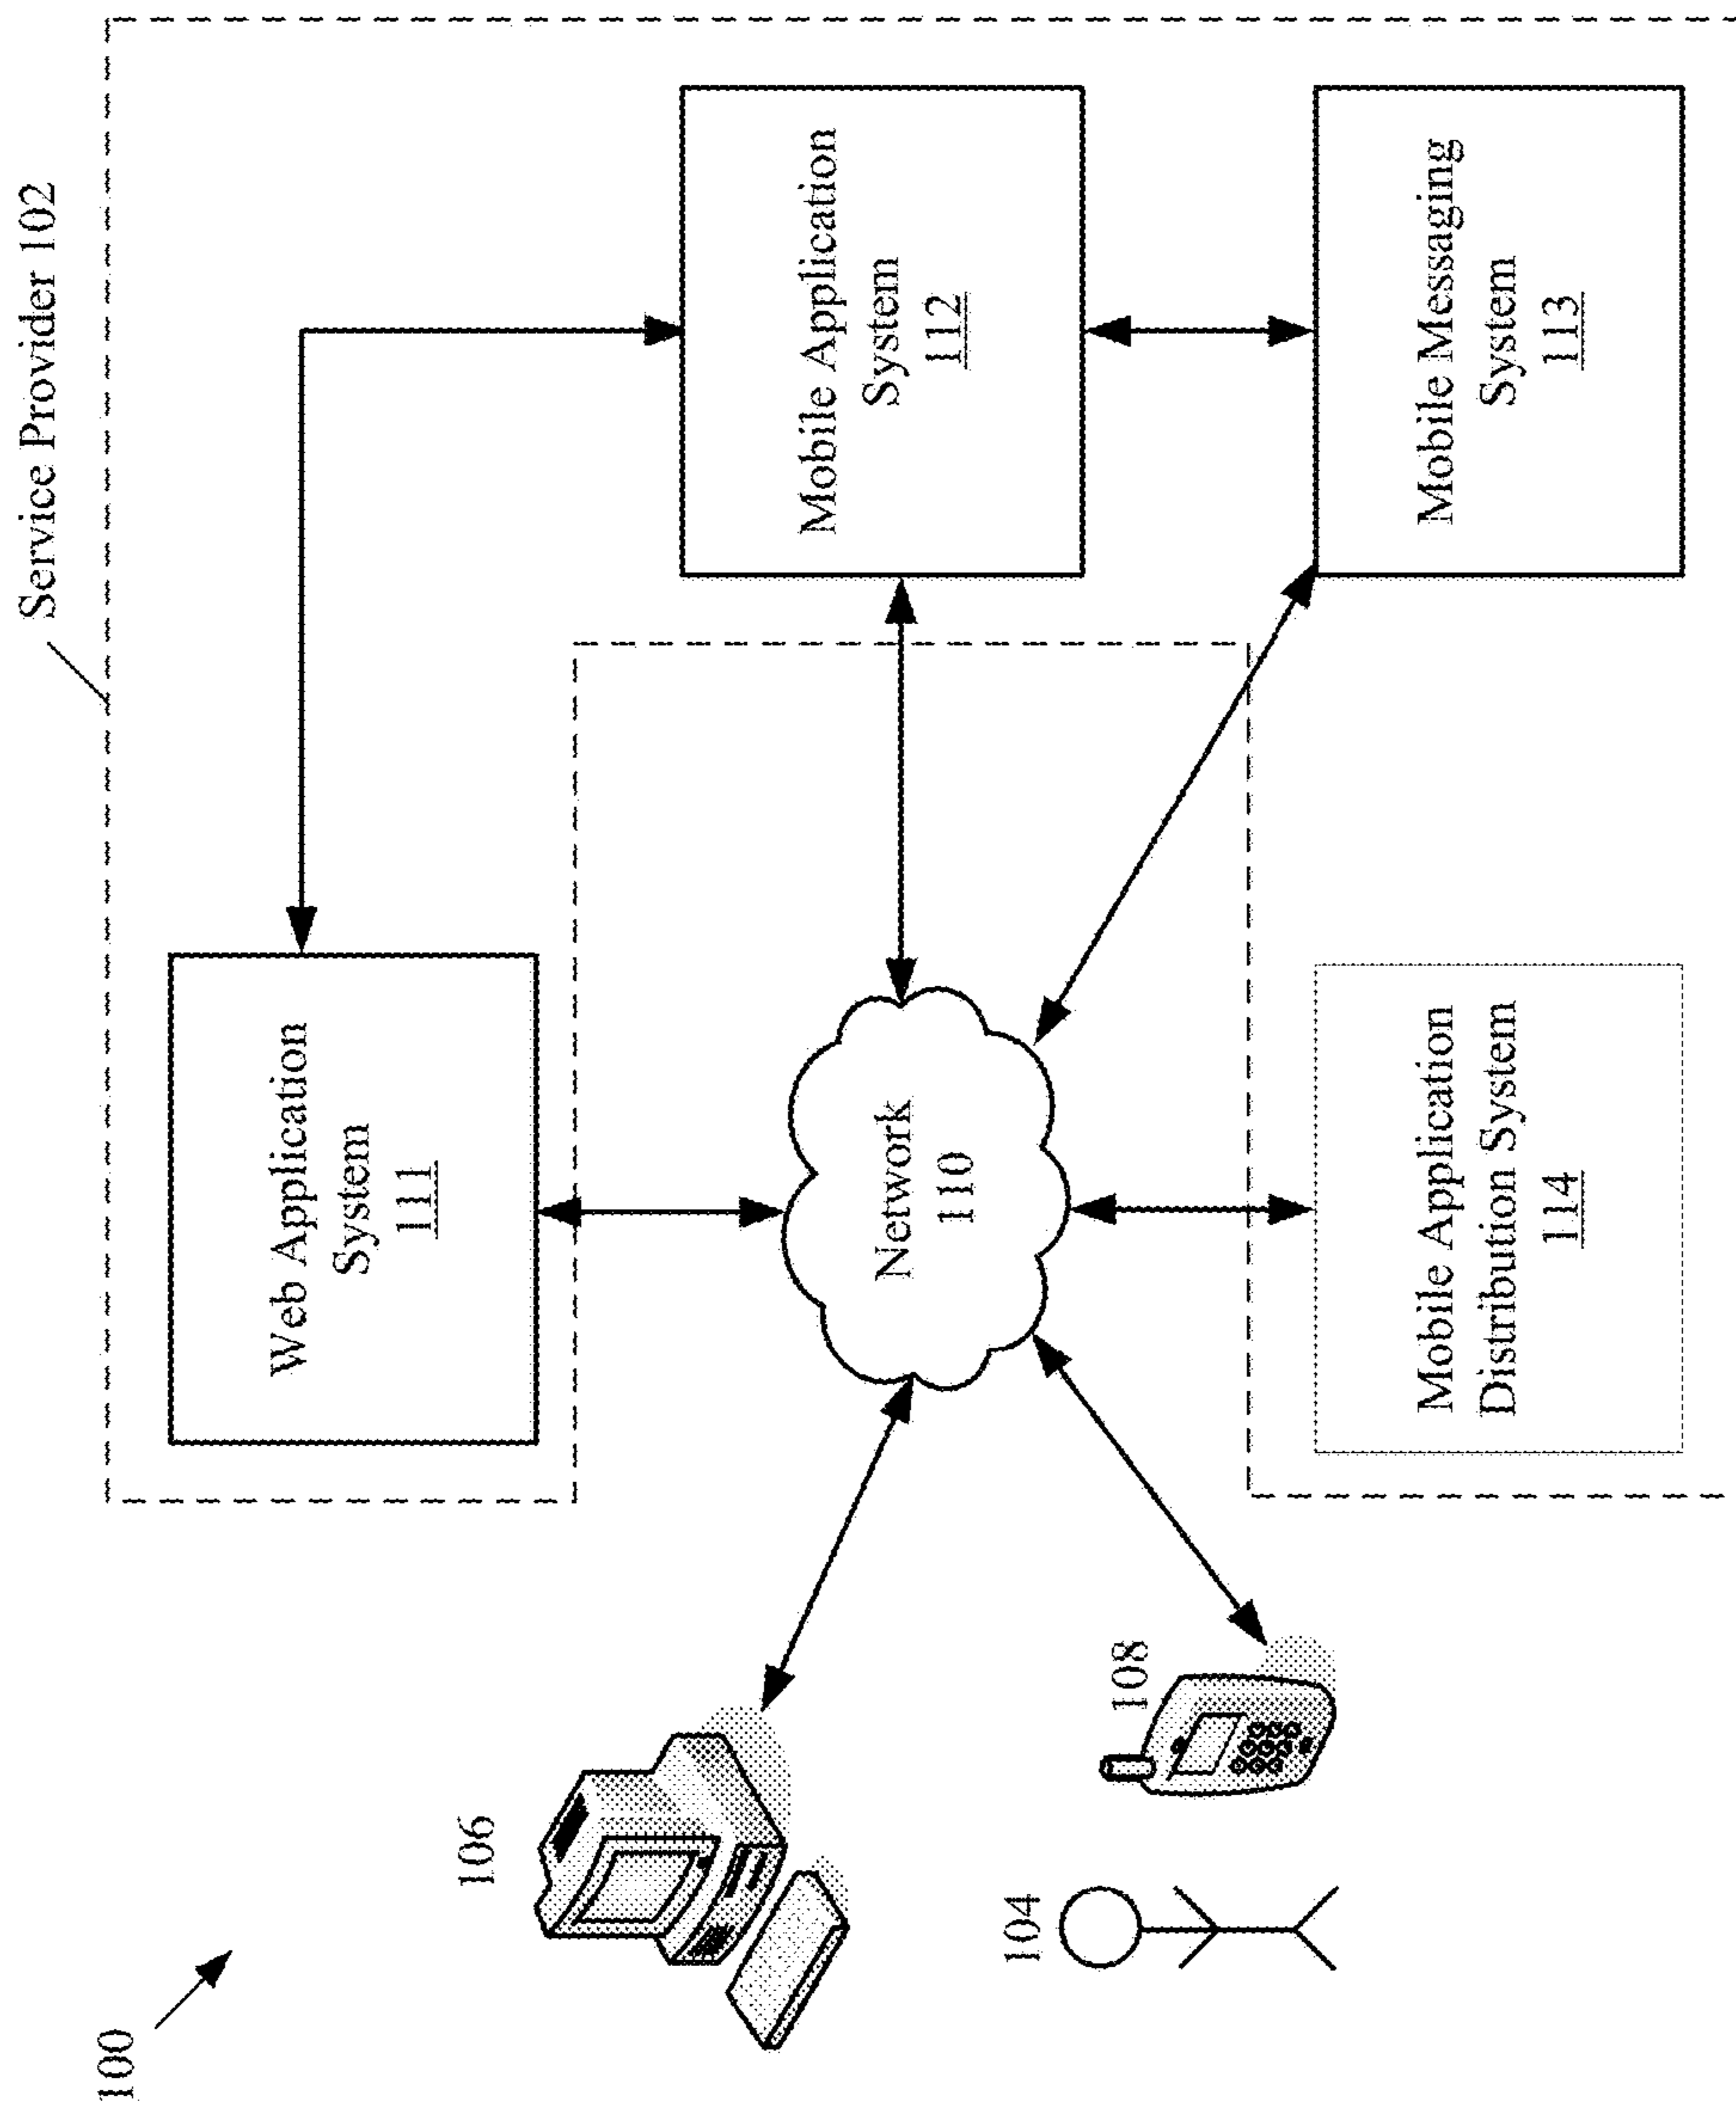 100
Service Provider 102
106
Web Application
System
111
104
108
Network
110
Mobile Application
System
112
Mobile Application
Distribution System
114
Mobile Messaging
System
113